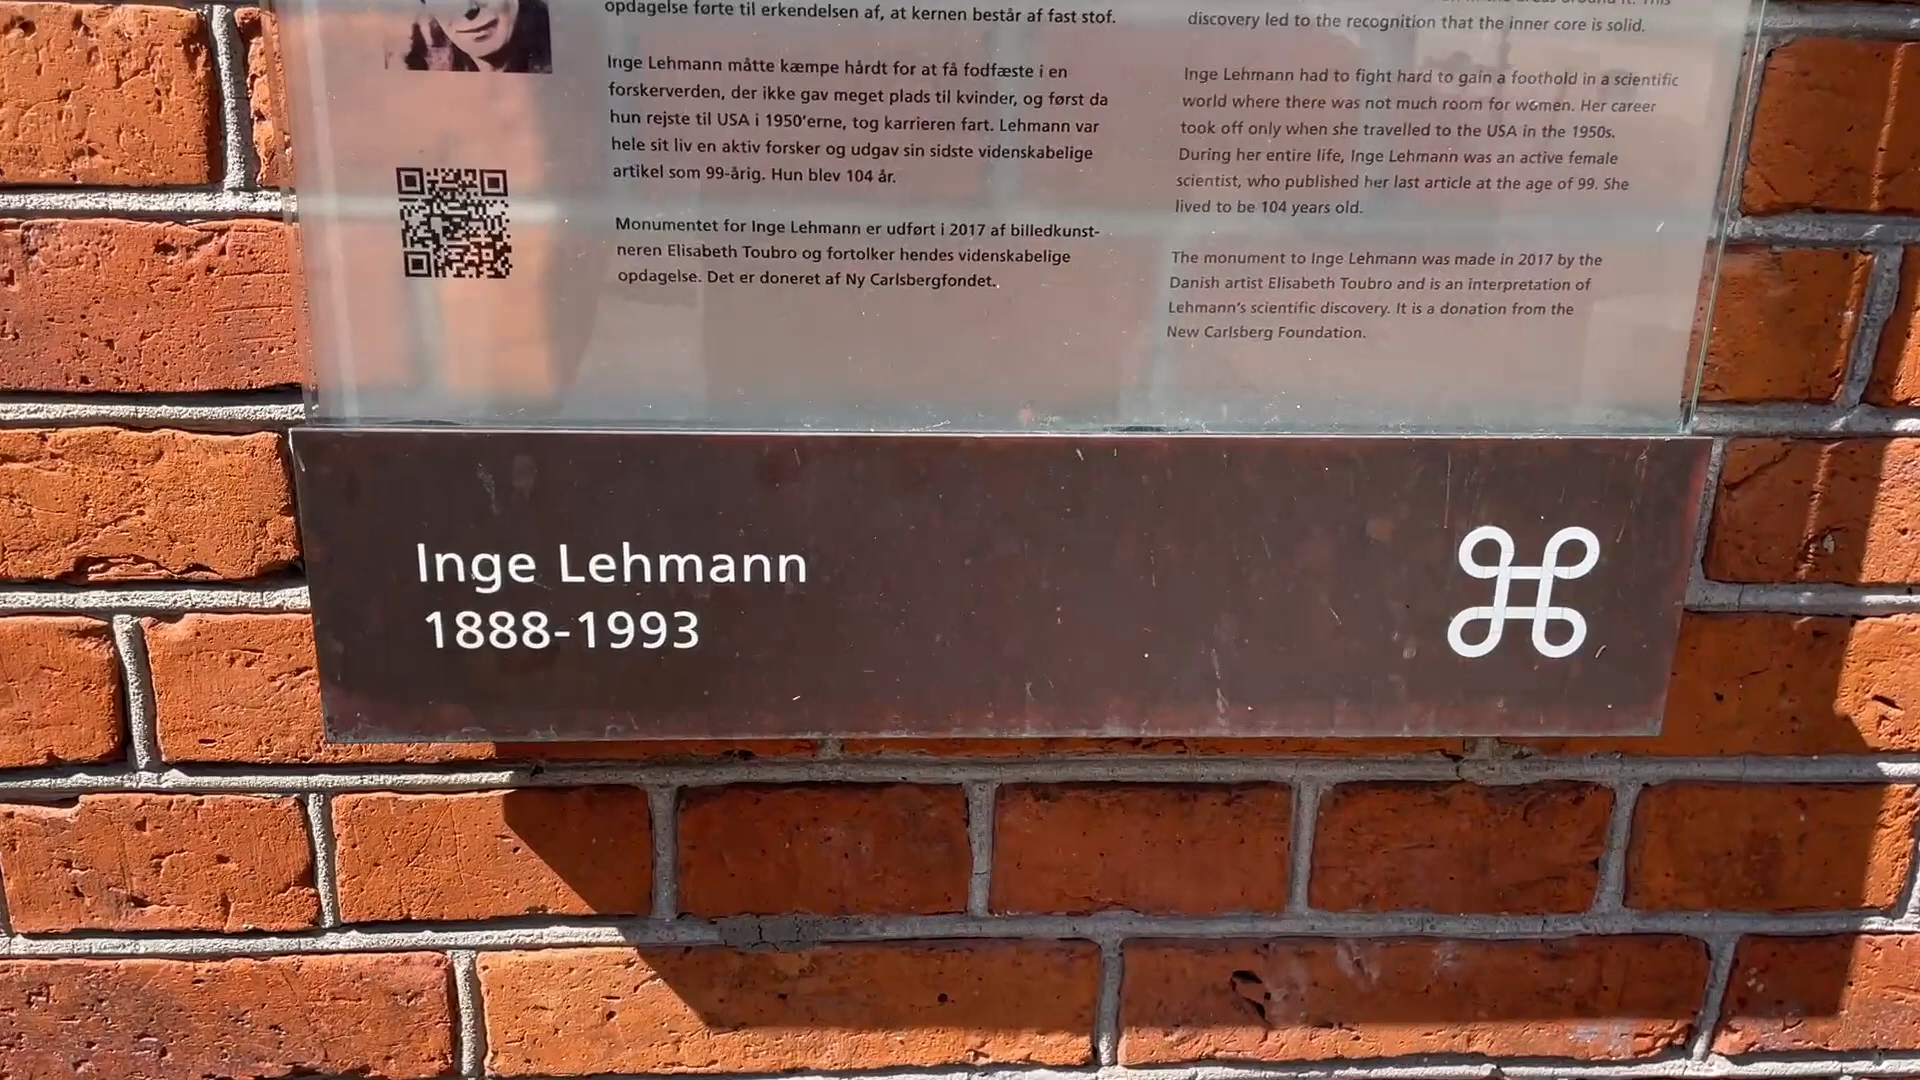 opdagelse førte til erkendelsen af, at kernen består af fast stof.
Inge Lehmann måtte kæmpe hårdt for at få fodfæste i en
forskerverden, der ikke gav meget plads til kvinder, og først da
hun rejste til USA i 1950'erne, tog karrieren fart. Lehmann var
hele sit liv en aktiv forsker og udgav sin sidste videnskabelige
artikel som 99-årig. Hun blev 104 år.
Monumentet for Inge Lehmann er udført i 2017 af billedkunst-
neren Elisabeth Toubro og fortolker hendes videnskabelige
opdagelse. Det er doneret af Ny Carlsbergfondet.
discovery led to the recognition that the inner core is solid.
Inge Lehmann had to fight hard to gain a foothold in a scientific
world where there was not much room for women. Her career
took off only when she travelled to the USA in the 1950s.
During her entire life, Inge Lehmann was an active female
scientist, who published her last article at the age of 99. She
lived to be 104 years old.
The monument to Inge Lehmann was made in 2017 by the
Danish artist Elisabeth Toubro and is an interpretation of
Lehmann's scientific discovery. It is a donation from the
New Carlsberg Foundation.
Inge Lehmann
1888-1993